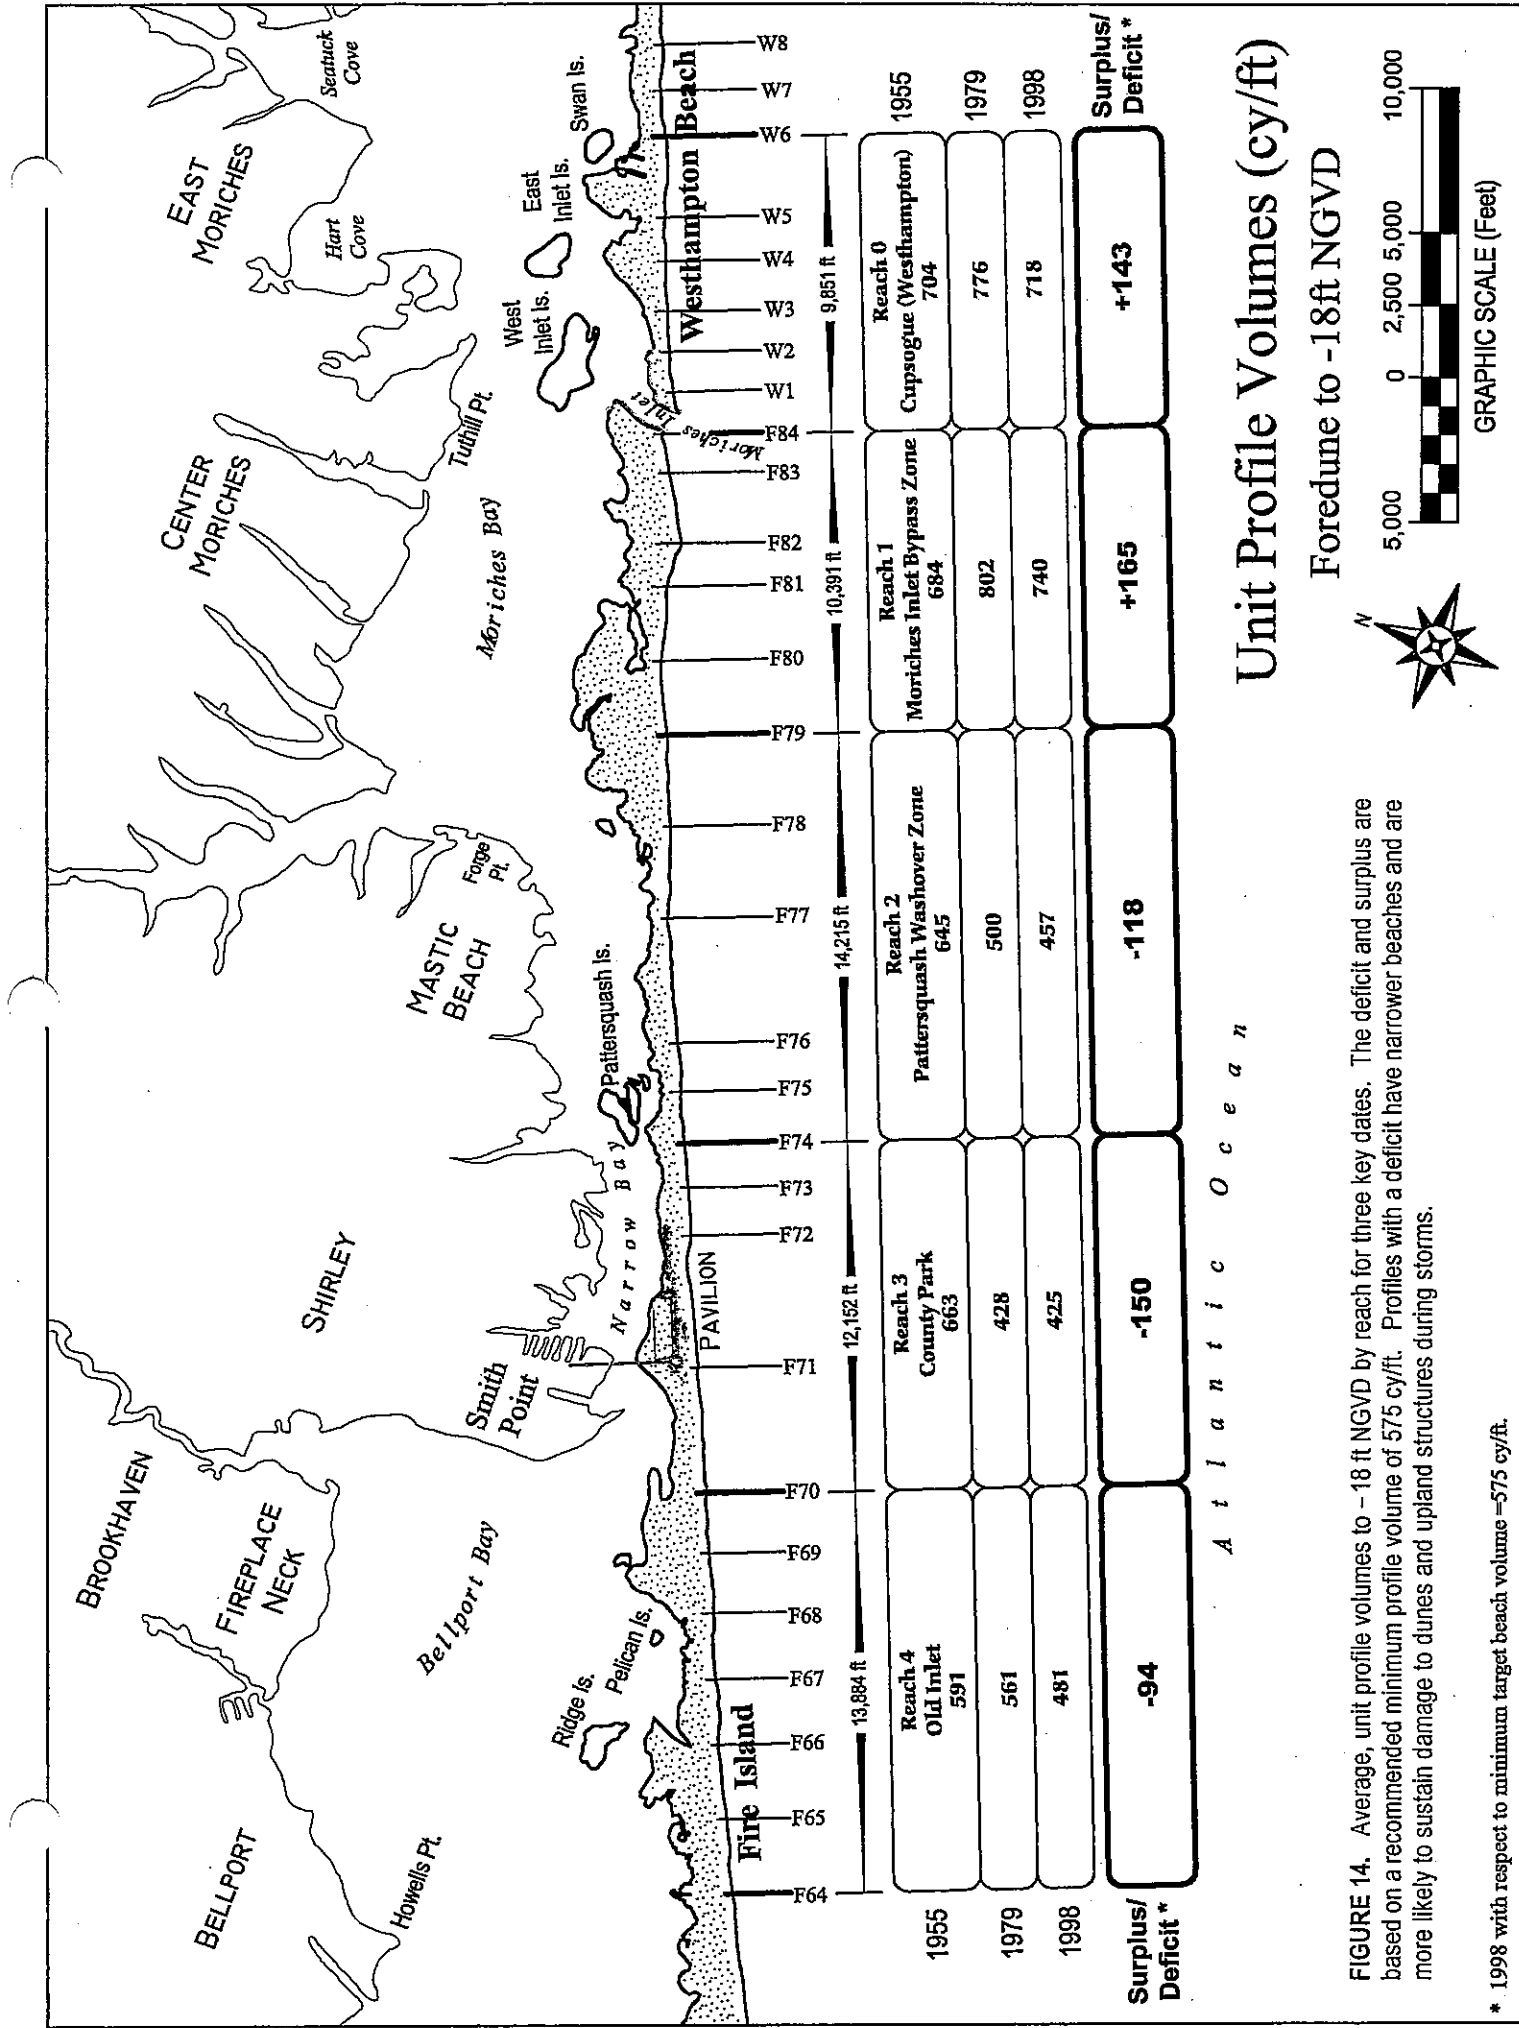 BELLPORT
BROOKHAVEN
FIREPLACE
NECK
Howells Pt.
Bellport Bay
Ridge Is.
Pelican Is.
SHIRLEY
Smith
Point
Narrow Bay
MASTIC
BEACH
Forge
Pt.
Pattersquash Is.
CENTER
MORICHES
Tuthill Pt.
Moriches Bay
EAST
MORICHES
Hart
Cove
Seatuck
Cove
West
Inlet Is.
East
Inlet Is.
Swan Is.
Moriches Inlet
Fire Island
PAVILION
Westhampton Beach
F64
F65
F66
F67
F68
F69
F70
F71
F72
F73
F74
F75
F76
F77
F78
F79
F80
F81
F82
F83
F84
W1
W2
W3
W4
W5
W6
W7
W8
13,884 ft
12,152 ft
14,215 ft
10,391 ft
9,851 ft
Reach 4
Old Inlet
Reach 3
County Park
Reach 2
Pattersquash Washover Zone
Reach 1
Moriches Inlet Bypass Zone
Reach 0
Cupsogue (Westhampton)
1955 591 663 645 684 704 1955
1979 561 428 500 802 776 1979
1998 481 425 457 740 718 1998
Surplus/
Deficit *
-94 -150 -118 +165 +143
Surplus/
Deficit *
Atlantic Ocean
Unit Profile Volumes (cy/ft)
Foredune to -18ft NGVD
N
5,000 0 2,500 5,000 10,000
GRAPHIC SCALE (Feet)
FIGURE 14. Average, unit profile volumes to -18 ft NGVD by reach for three key dates. The deficit and surplus are
based on a recommended minimum profile volume of 575 cy/ft. Profiles with a deficit have narrower beaches and are
more likely to sustain damage to dunes and upland structures during storms.
* 1998 with respect to minimum target beach volume =575 cy/ft.